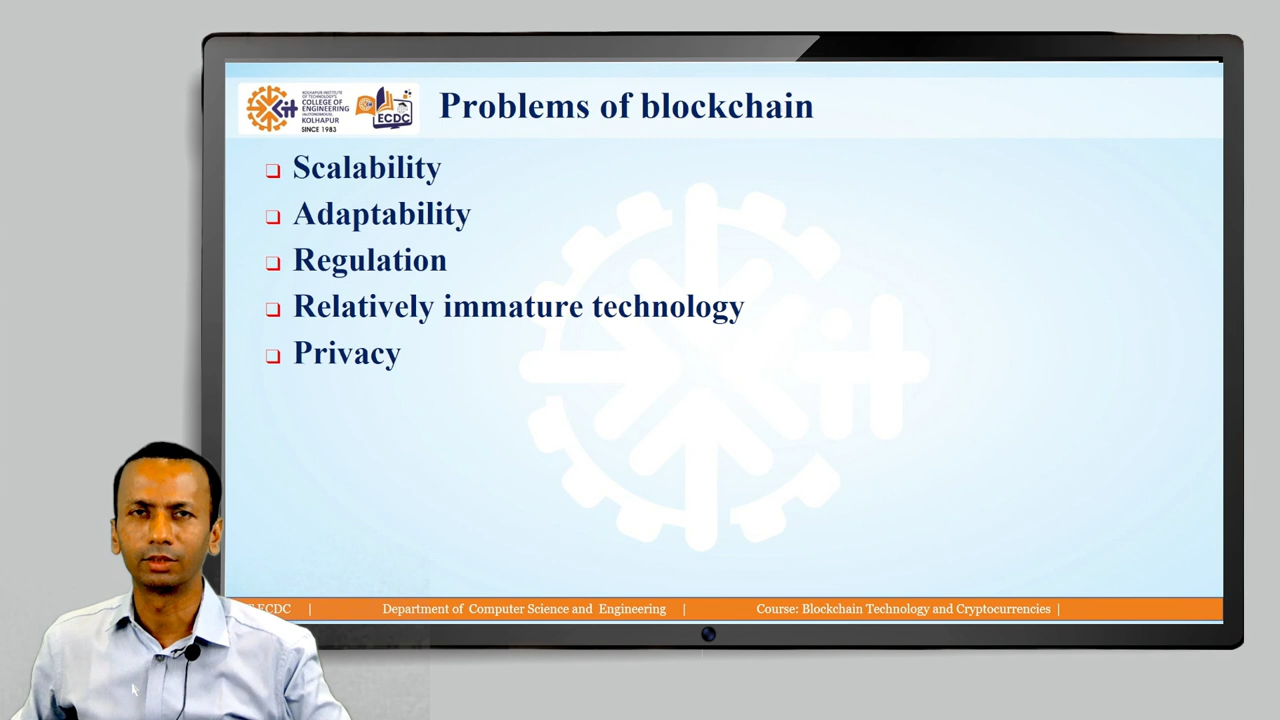 KOLHAPUR INSTITUTE
OF TECHNOLOGY'S
COLLEGE OF
ENGINEERING
(AUTONOMOUS),
KOLHAPUR
SINCE 1983
ECDC
Problems of blockchain
Scalability
Adaptability
Regulation
Relatively immature technology
Privacy
ECDC | Department of Computer Science and Engineering | Course: Blockchain Technology and Cryptocurrencies |